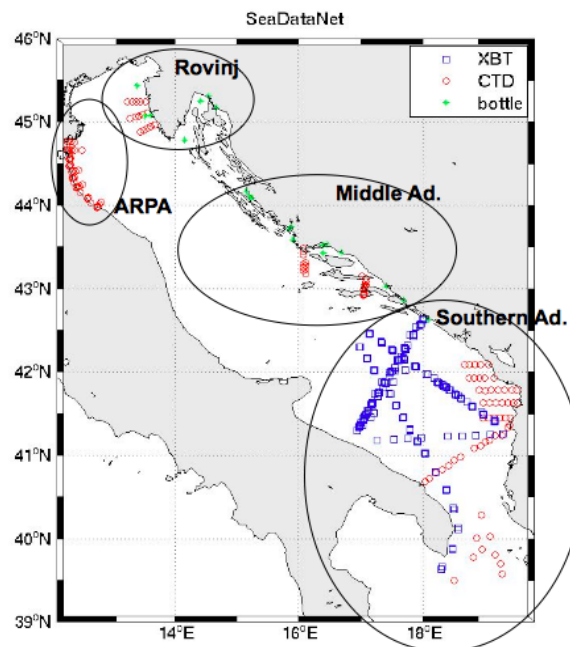 SeaDataNet
46°N
XBT
CTD
bottle
Rovinj
45°N
44°N
ARPA
Middle Ad.
43°N
Southern Ad.
42°N
41°N
40°N
39°N
14°E
16°E
18°E